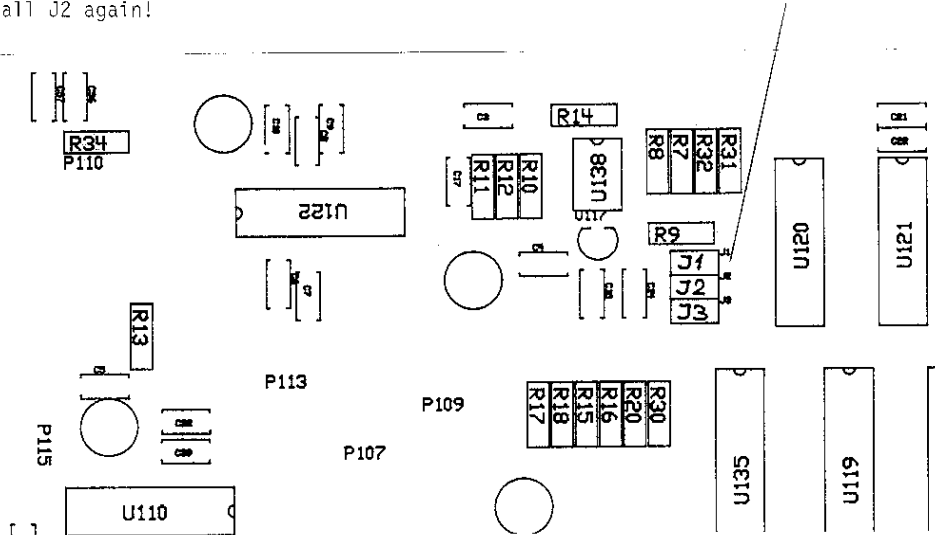 all J2 again!
R34
P110
R14
U138
U117
R11
R12
R10
R8
R7
R32
R31
U122
R9
J1
J2
J3
U120
U121
R13
P113
P109
P107
P115
R17
R18
R15
R16
R20
R30
U135
U119
U110
[ ]